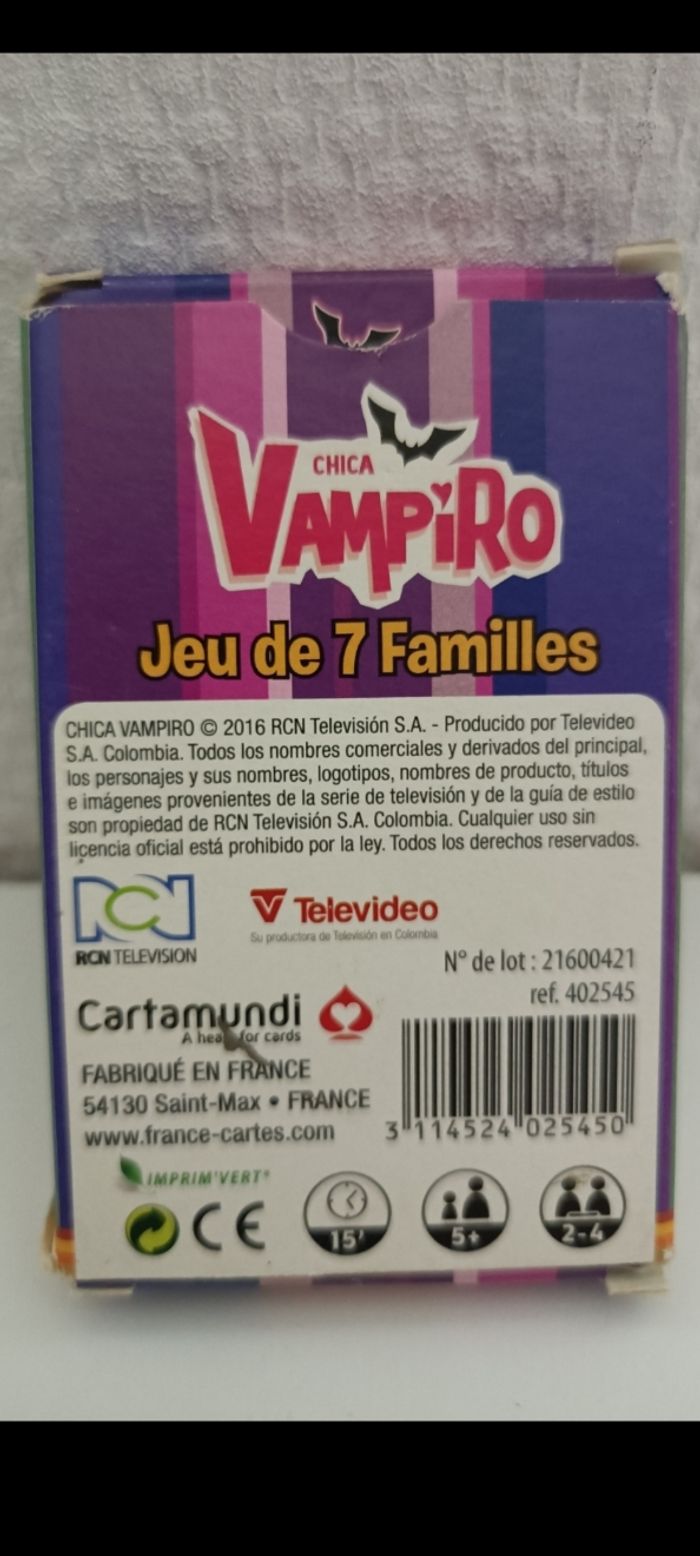 CHICA
VAMPiRO
Jeu de 7 Familles
CHICA VAMPIRO © 2016 RCN Televisión S.A. - Producido por Televideo
S.A. Colombia. Todos los nombres comerciales y derivados del principal,
los personajes y sus nombres, logotipos, nombres de producto, títulos
e imágenes provenientes de la serie de televisión y de la guía de estilo
son propiedad de RCN Televisión S.A. Colombia. Cualquier uso sin
licencia oficial está prohibido por la ley. Todos los derechos reservados.
RCN
RCN TELEVISION
Televideo
Su productora de Televisión en Colombia
N° de lot : 21600421
ref. 402545
Cartamundi
A for cards
FABRIQUÉ EN FRANCE
54130 Saint-Max • FRANCE
www.france-cartes.com
3 114524 025450
IMPRIM'VERT®
CE
15'
5+
2-4